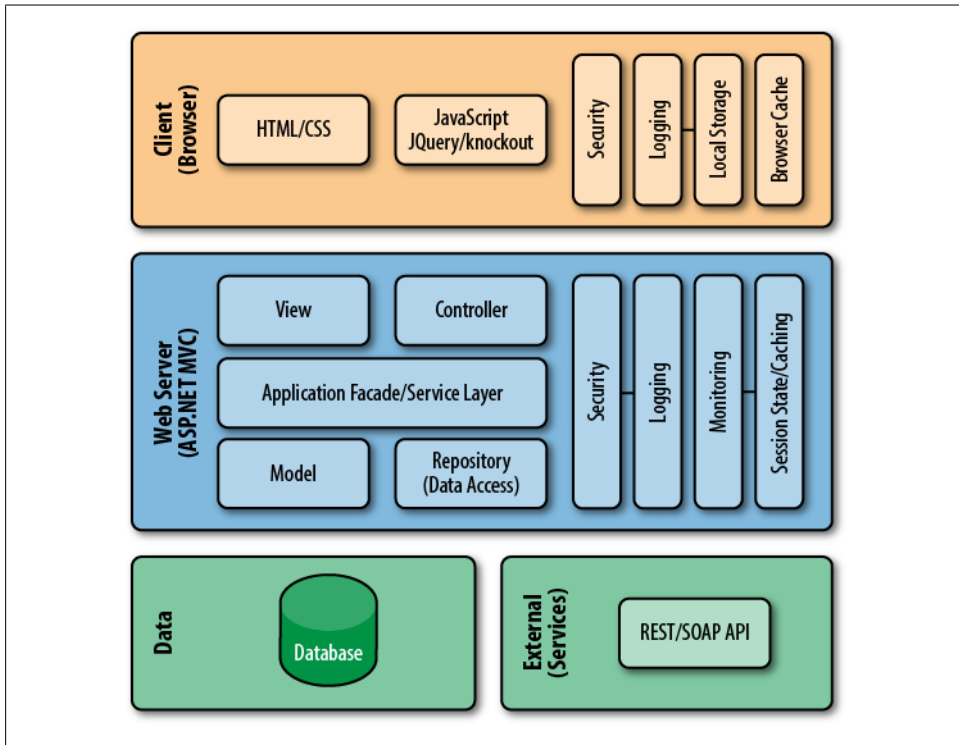 Client
(Browser)
HTML/CSS
JavaScript
JQuery/knockout
Security
Logging
Local Storage
Browser Cache
Web Server
(ASP.NET MVC)
View
Controller
Application Facade/Service Layer
Model
Repository
(Data Access)
Security
Logging
Monitoring
Session State/Caching
Data
Database
External
(Services)
REST/SOAP API